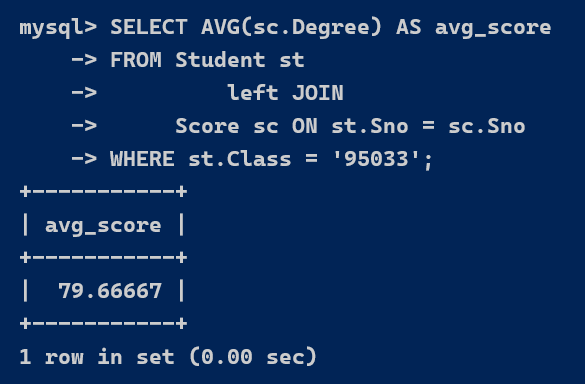 mysql> SELECT AVG(sc.Degree) AS avg_score
    -> FROM Student st
    ->          left JOIN
    ->      Score sc ON st.Sno = sc.Sno
    -> WHERE st.Class = '95033';
+-----------+
| avg_score |
+-----------+
|  79.66667 |
+-----------+
1 row in set (0.00 sec)